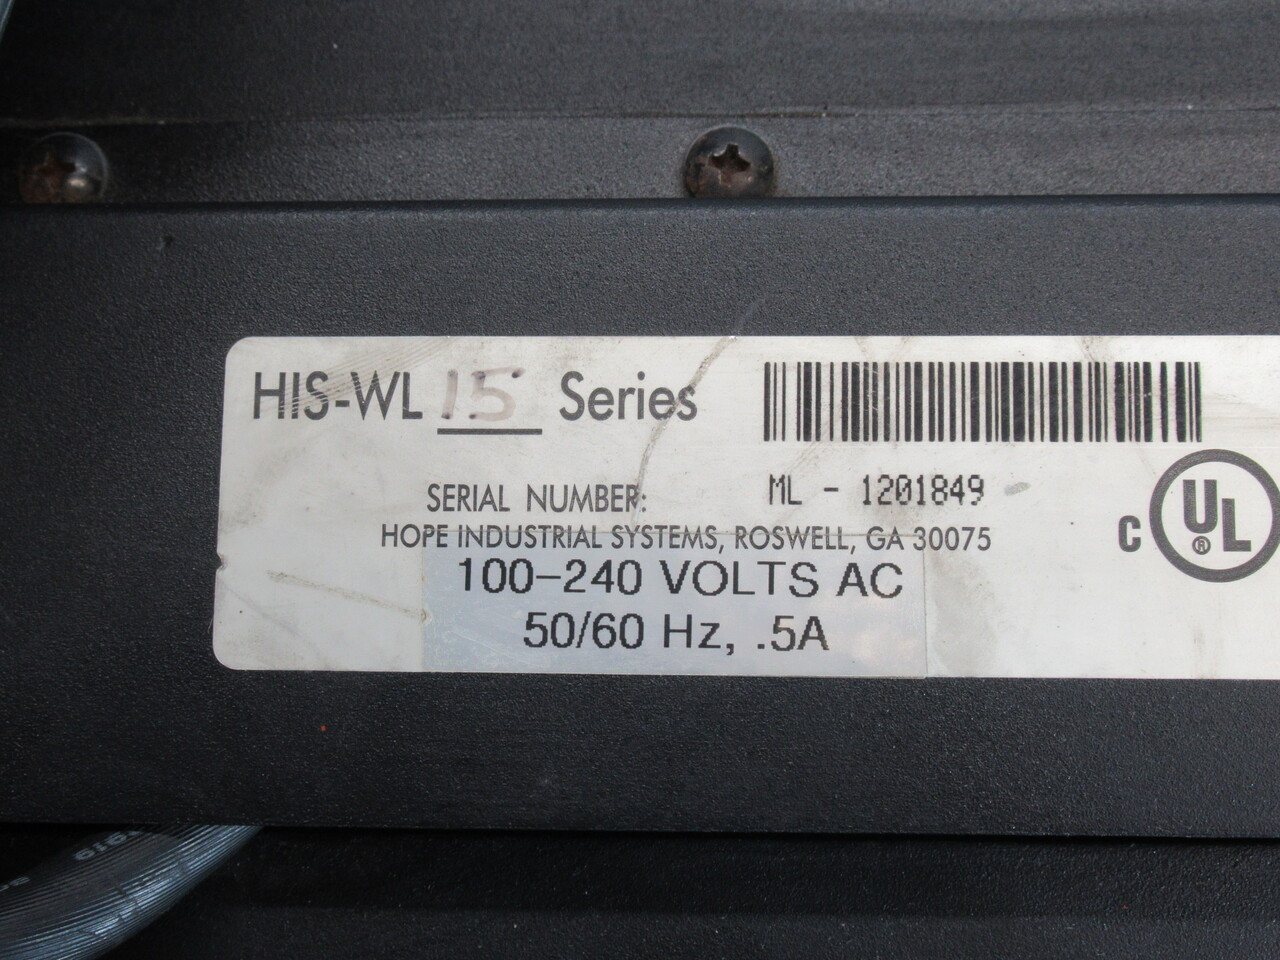 HIS-WL 15 Series
SERIAL NUMBER: ML - 1201849
HOPE INDUSTRIAL SYSTEMS, ROSWELL, GA 30075
100-240 VOLTS AC
50/60 Hz, .5A
C UL ®